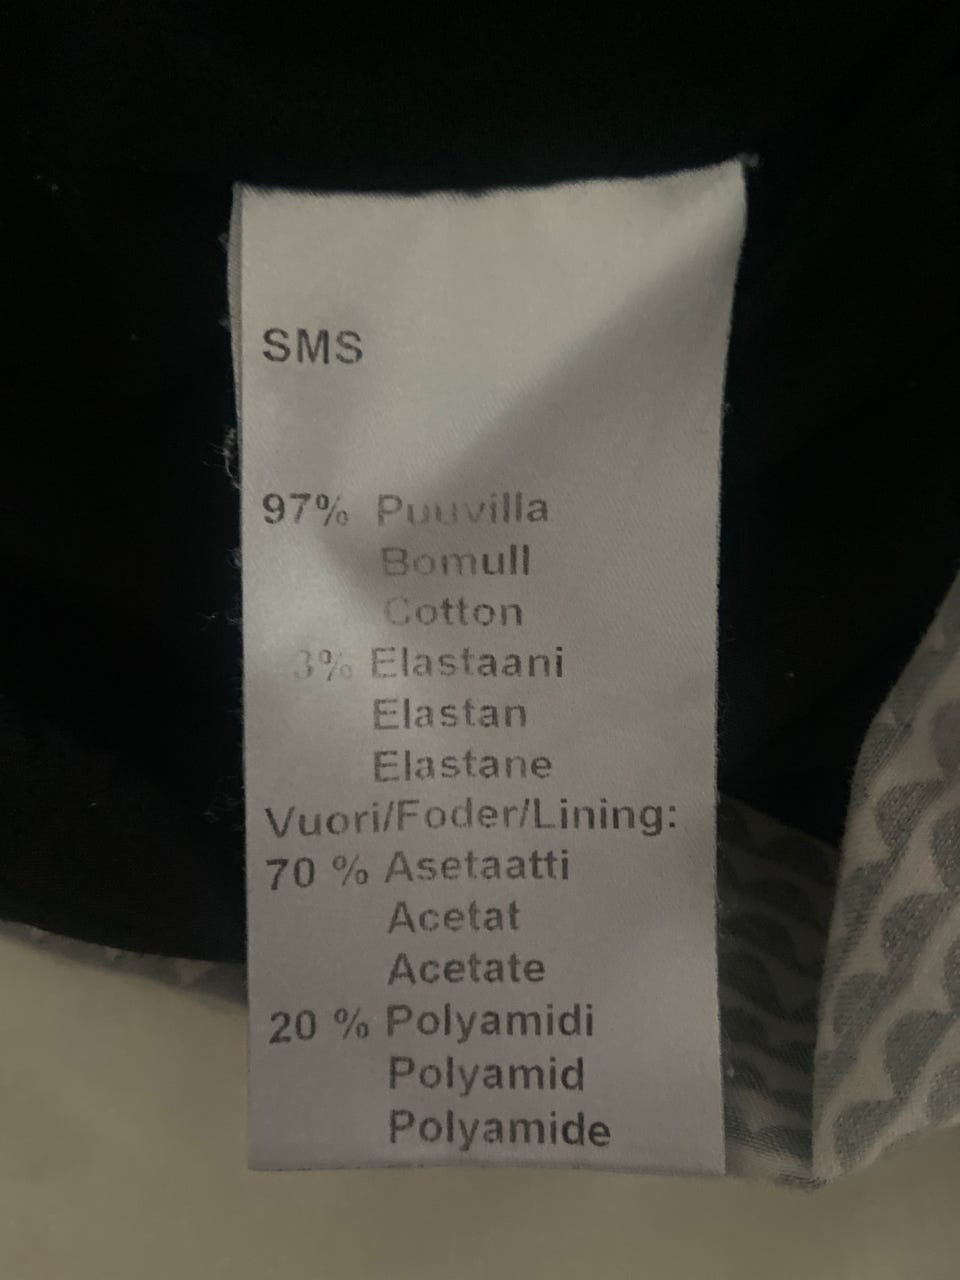 SMS
97% Puuvilla
Bomull
Cotton
3% Elastaani
Elastan
Elastane
Vuori/Foder/Lining:
70 % Asetaatti
Acetat
Acetate
20 % Polyamidi
Polyamid
Polyamide